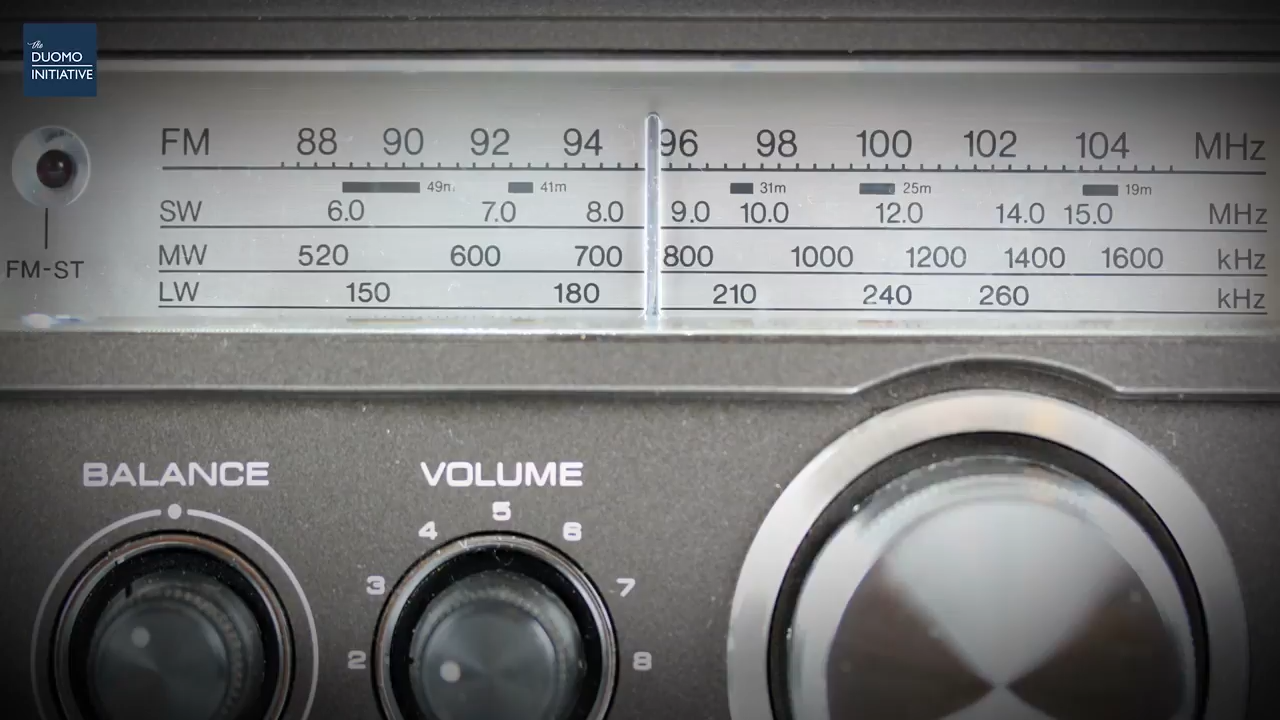 the
DUOMO
INITIATIVE
FM 88 90 92 94 96 98 100 102 104 MHz
49m 41m 31m 25m 19m
SW 6.0 7.0 8.0 9.0 10.0 12.0 14.0 15.0 MHz
MW 520 600 700 800 1000 1200 1400 1600 kHz
LW 150 180 210 240 260 kHz
FM-ST
BALANCE VOLUME
2 3 4 5 6 7 8